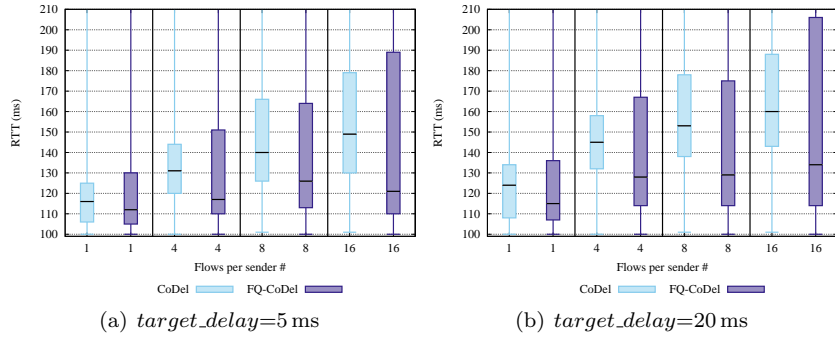 210
200
190
180
170
160
150
140
130
120
110
100
RTT (ms)
1 1 4 4 8 8 16 16
Flows per sender #
CoDel FQ-CoDel
(a) target_delay=5 ms
210
200
190
180
170
160
150
140
130
120
110
100
RTT (ms)
1 1 4 4 8 8 16 16
Flows per sender #
CoDel FQ-CoDel
(b) target_delay=20 ms